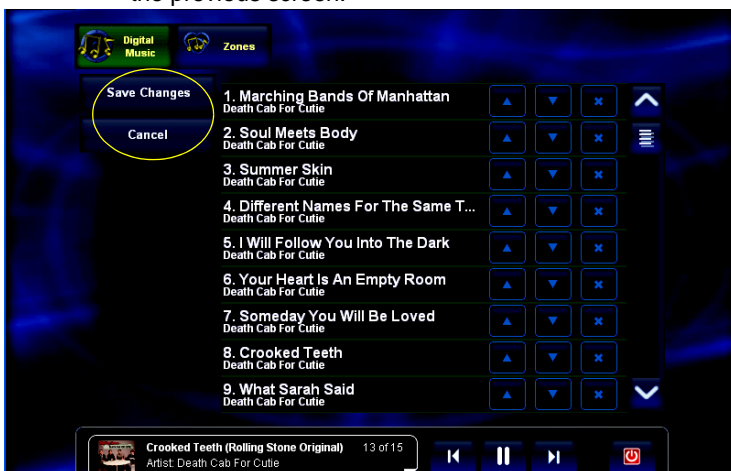 the previous screen.
Digital
Music
Zones
Save Changes
Cancel
1. Marching Bands Of Manhattan
Death Cab For Cutie
2. Soul Meets Body
Death Cab For Cutie
3. Summer Skin
Death Cab For Cutie
4. Different Names For The Same T...
Death Cab For Cutie
5. I Will Follow You Into The Dark
Death Cab For Cutie
6. Your Heart Is An Empty Room
Death Cab For Cutie
7. Someday You Will Be Loved
Death Cab For Cutie
8. Crooked Teeth
Death Cab For Cutie
9. What Sarah Said
Death Cab For Cutie
Crooked Teeth (Rolling Stone Original) 13 of 15
Artist: Death Cab For Cutie